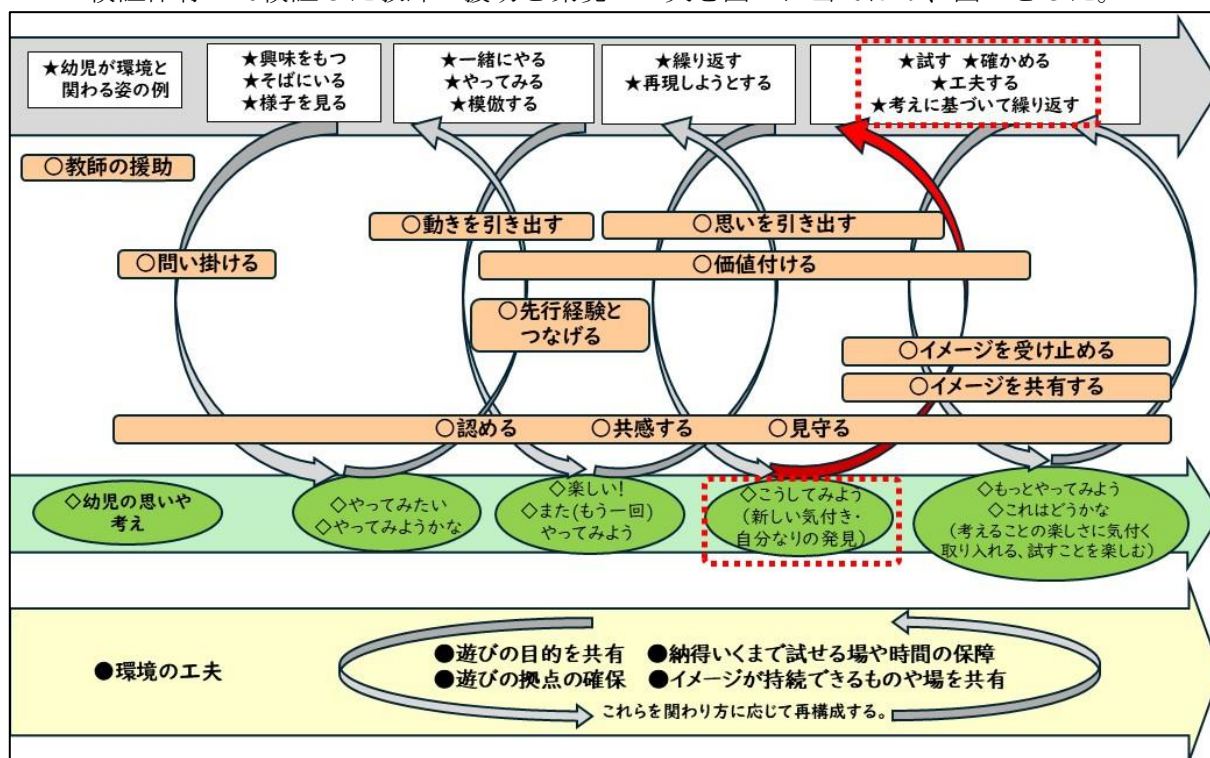 ★幼児が環境と
関わる姿の例
★興味をもつ
★そばにいる
★様子を見る
★一緒にやる
★やってみる
★模倣する
★繰り返す
★再現しようとする
★試す ★確かめる
★工夫する
★考えに基づいて繰り返す
○教師の援助
○動きを引き出す
○思いを引き出す
○問い掛ける
○価値付ける
○先行経験と
つなげる
○イメージを受け止める
○イメージを共有する
○認める ○共感する ○見守る
◇幼児の思いや
考え
◇やってみたい
◇やってみようかな
◇楽しい!
◇また(もう一回)
やってみよう
◇こうしてみよう
(新しい気付き・
自分なりの発見)
◇もっとやってみよう
◇これはどうかな
(考えることの楽しさに気付く
取り入れる、試すことを楽しむ)
●環境の工夫
●遊びの目的を共有 ●納得いくまで試せる場や時間の保障
●遊びの拠点の確保 ●イメージが持続できるものや場を共有
これらを関わり方に応じて再構成する。